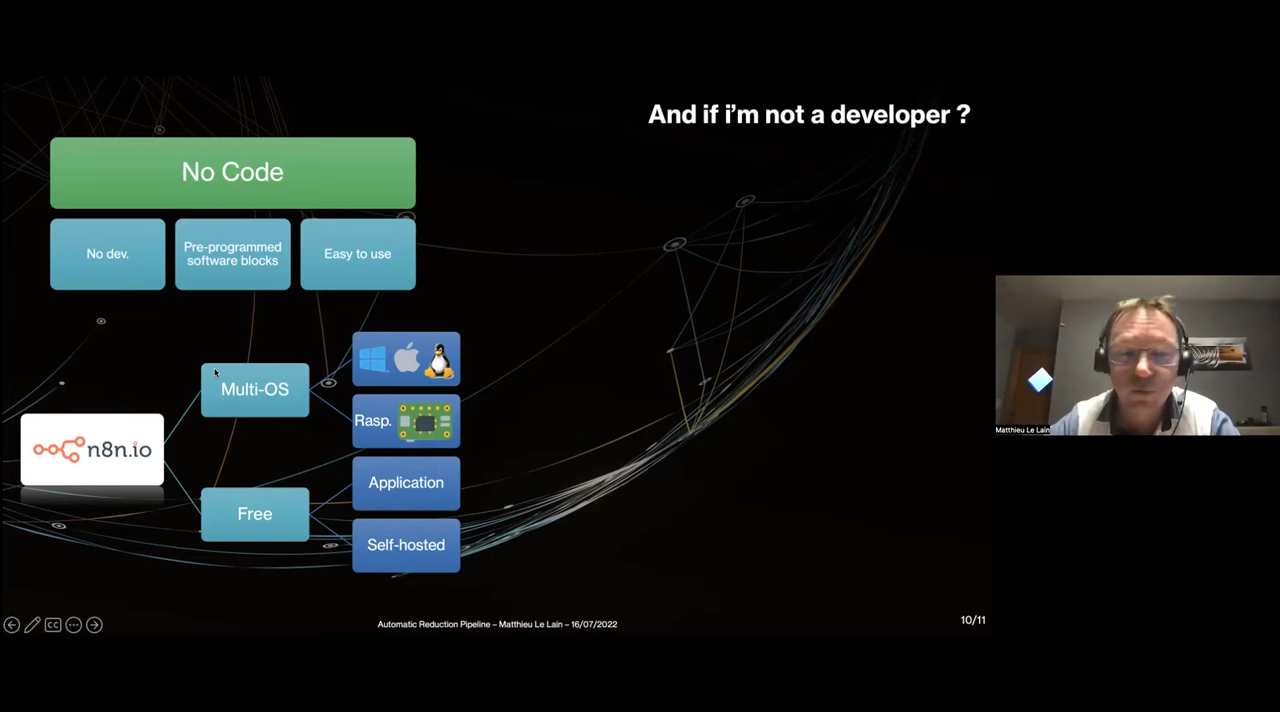 And if i'm not a developer ?
No Code
No dev.
Pre-programmed
software blocks
Easy to use
n8n.io
Multi-OS
Free
Rasp.
Application
Self-hosted
CC
Automatic Reduction Pipeline – Matthieu Le Lain – 16/07/2022
10/11
Matthieu Le Lain